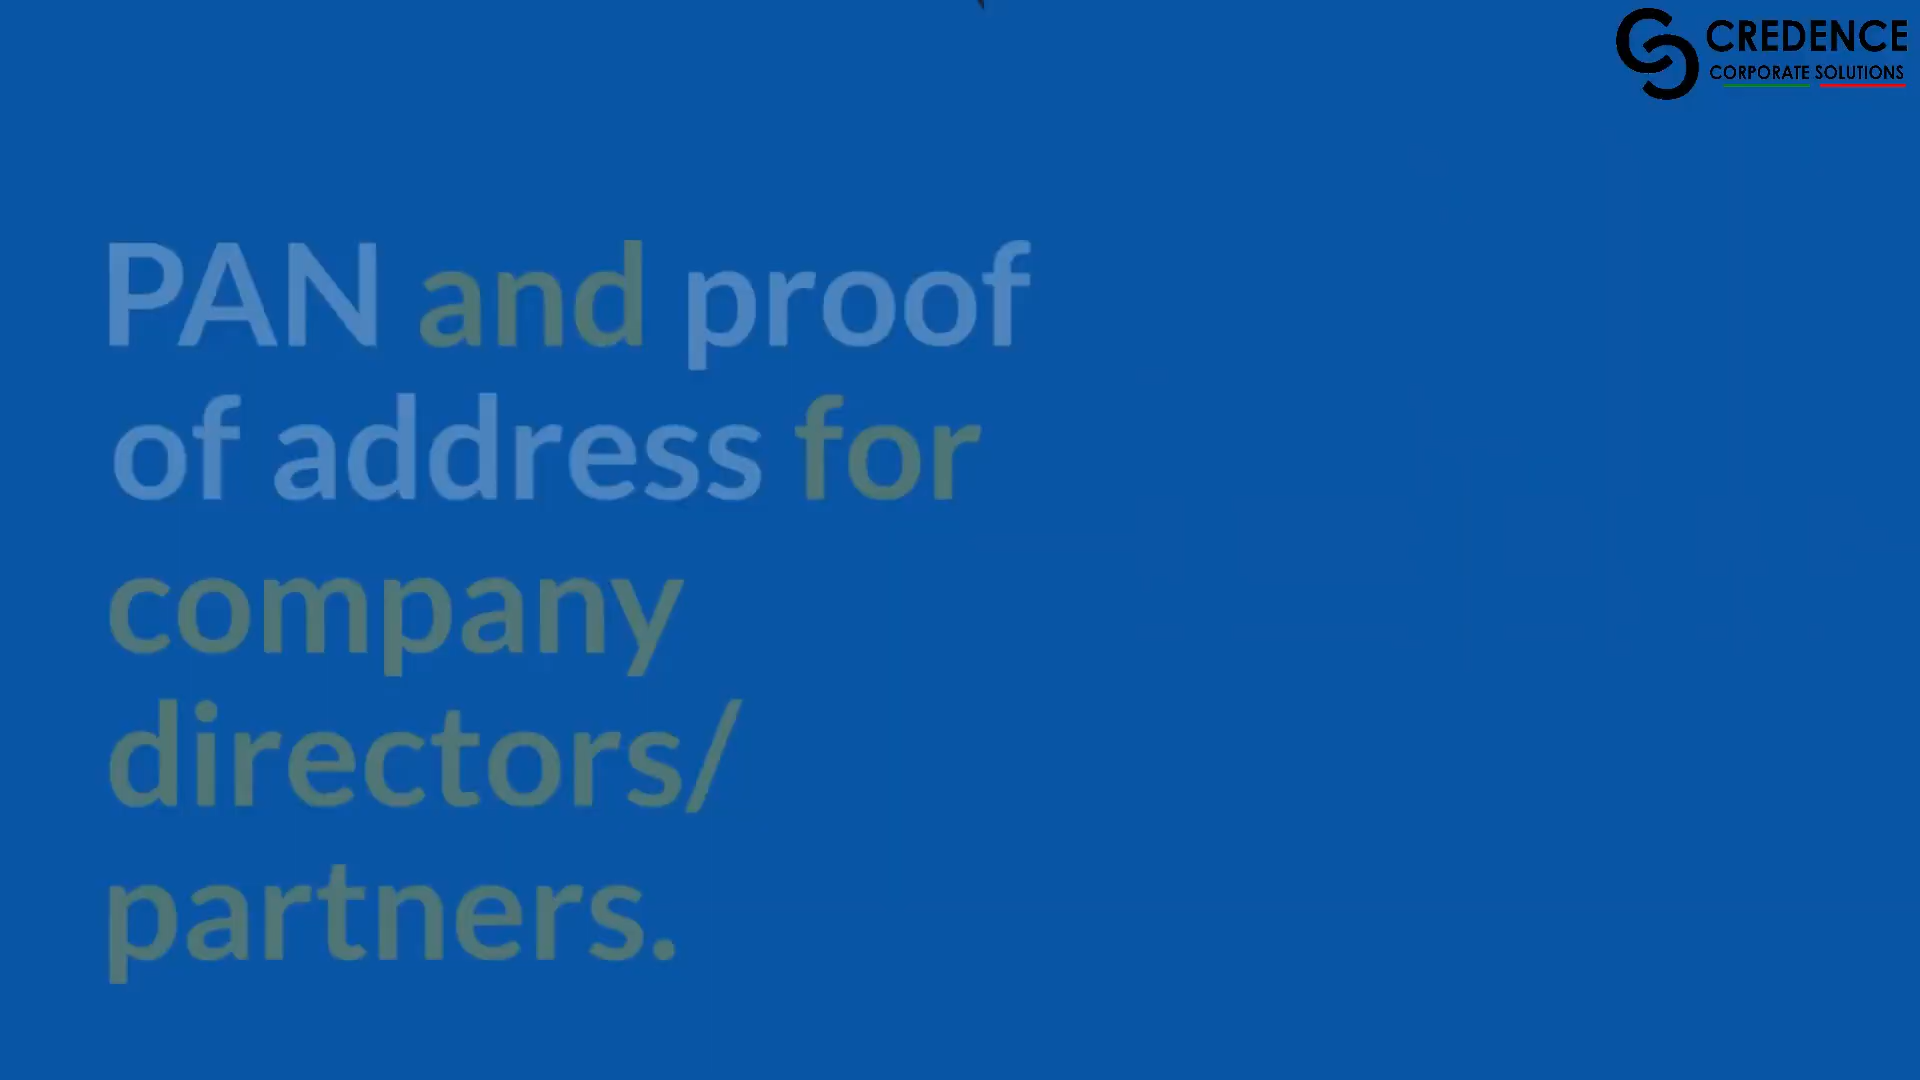 CREDENCE
CORPORATE SOLUTIONS
PAN and proof
of address for
company
directors/
partners.